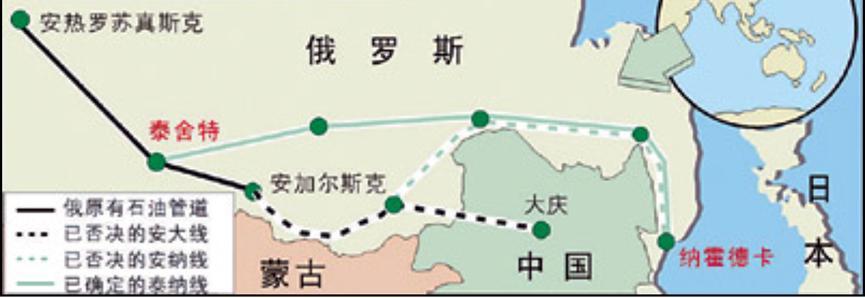 安热罗苏真斯克
俄罗斯
泰舍特
安加尔斯克
大庆
日本
俄原有石油管道
已否决的安大线
已否决的安纳线
已确定的泰纳线
蒙古
中国
纳霍德卡